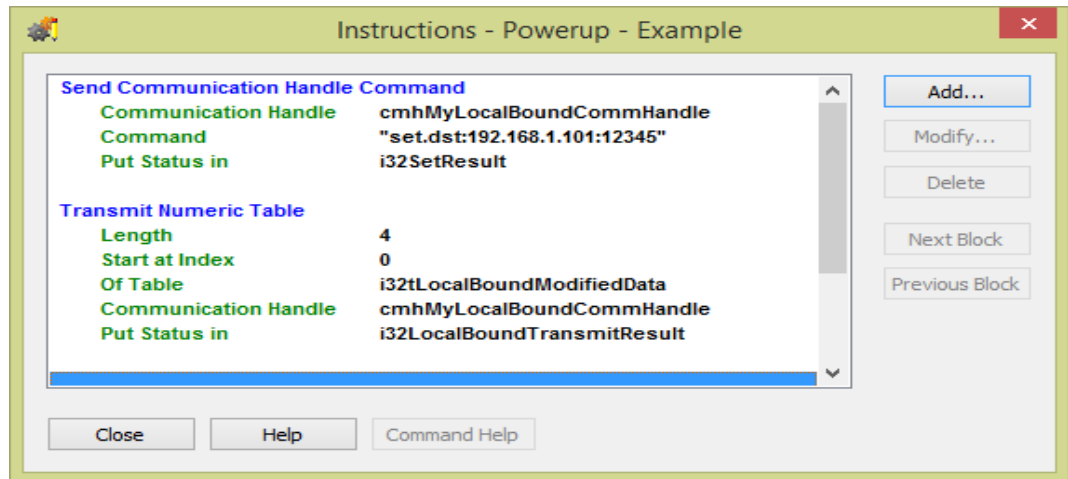 Instructions - Powerup - Example
Send Communication Handle Command
Communication Handle cmhMyLocalBoundCommHandle
Command "set.dst:192.168.1.101:12345"
Put Status in i32SetResult
Transmit Numeric Table
Length 4
Start at Index 0
Of Table i32tLocalBoundModifiedData
Communication Handle cmhMyLocalBoundCommHandle
Put Status in i32LocalBoundTransmitResult
Add...
Modify...
Delete
Next Block
Previous Block
Close Help Command Help